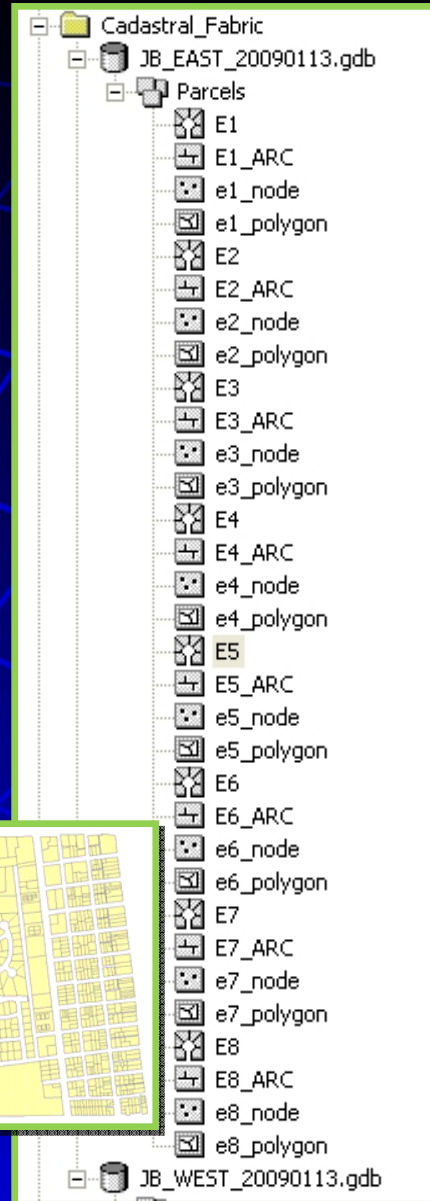 Cadastral_Fabric
JB_EAST_20090113.gdb
Parcels
E1
E1_ARC
e1_node
e1_polygon
E2
E2_ARC
e2_node
e2_polygon
E3
E3_ARC
e3_node
e3_polygon
E4
E4_ARC
e4_node
e4_polygon
E5
E5_ARC
e5_node
e5_polygon
E6
E6_ARC
e6_node
e6_polygon
E7
E7_ARC
e7_node
e7_polygon
E8
E8_ARC
e8_node
e8_polygon
JB_WEST_20090113.gdb